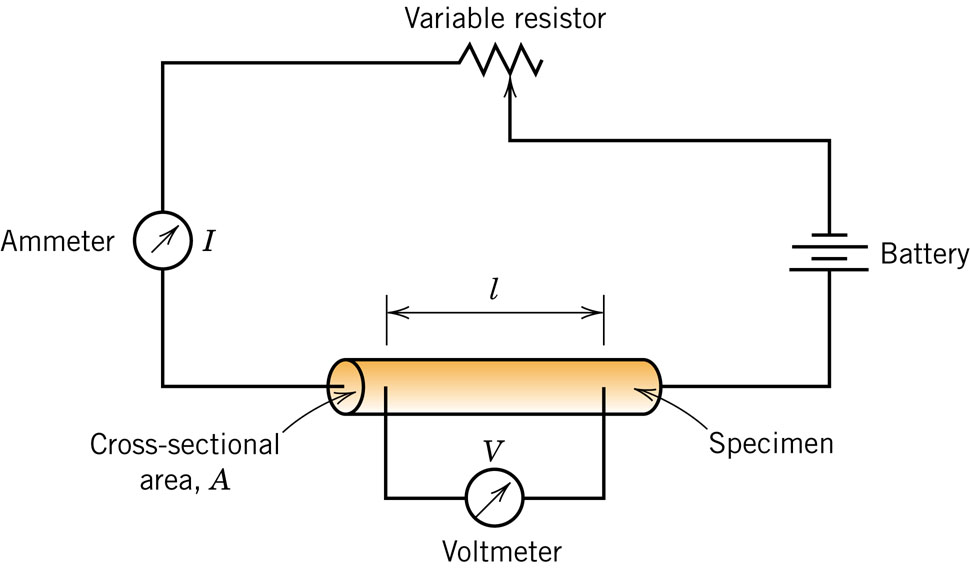 Variable resistor
Ammeter
I
Battery
l
Cross-sectional
area, A
V
Specimen
Voltmeter